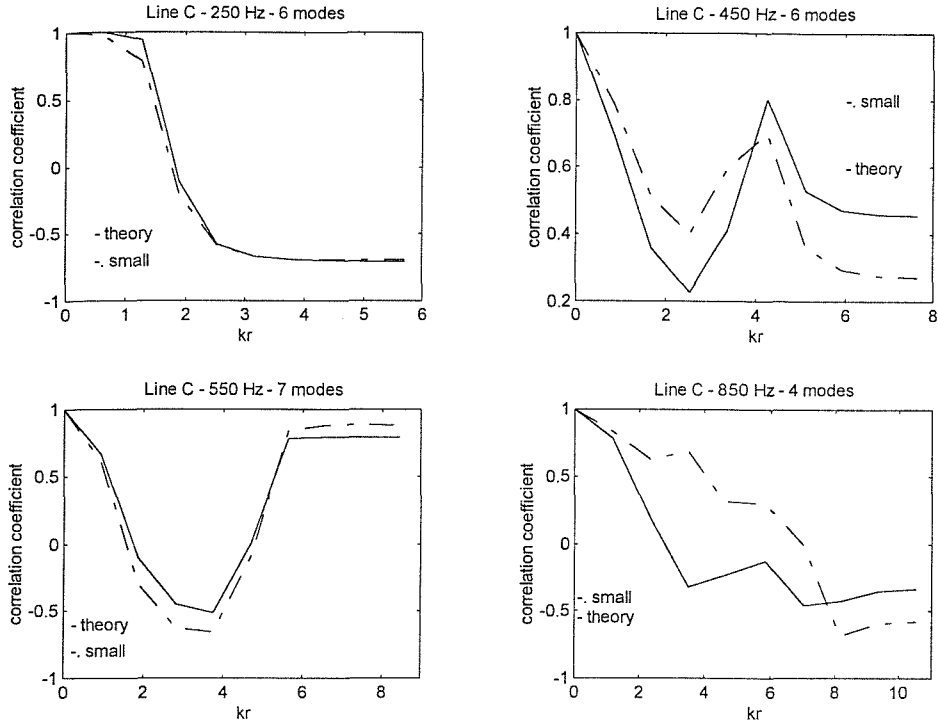 Line C - 250 Hz - 6 modes
correlation coefficient
1
0.5
0
-0.5
-1
- theory
-. small
0 1 2 3 4 5 6
kr
Line C - 450 Hz - 6 modes
correlation coefficient
1
0.8
0.6
0.4
0.2
-. small
- theory
0 2 4 6 8
kr
Line C - 550 Hz - 7 modes
correlation coefficient
1
0.5
0
-0.5
-1
- theory
-. small
0 2 4 6 8
kr
Line C - 850 Hz - 4 modes
correlation coefficient
1
0.5
0
-0.5
-1
-. small
- theory
0 2 4 6 8 10
kr